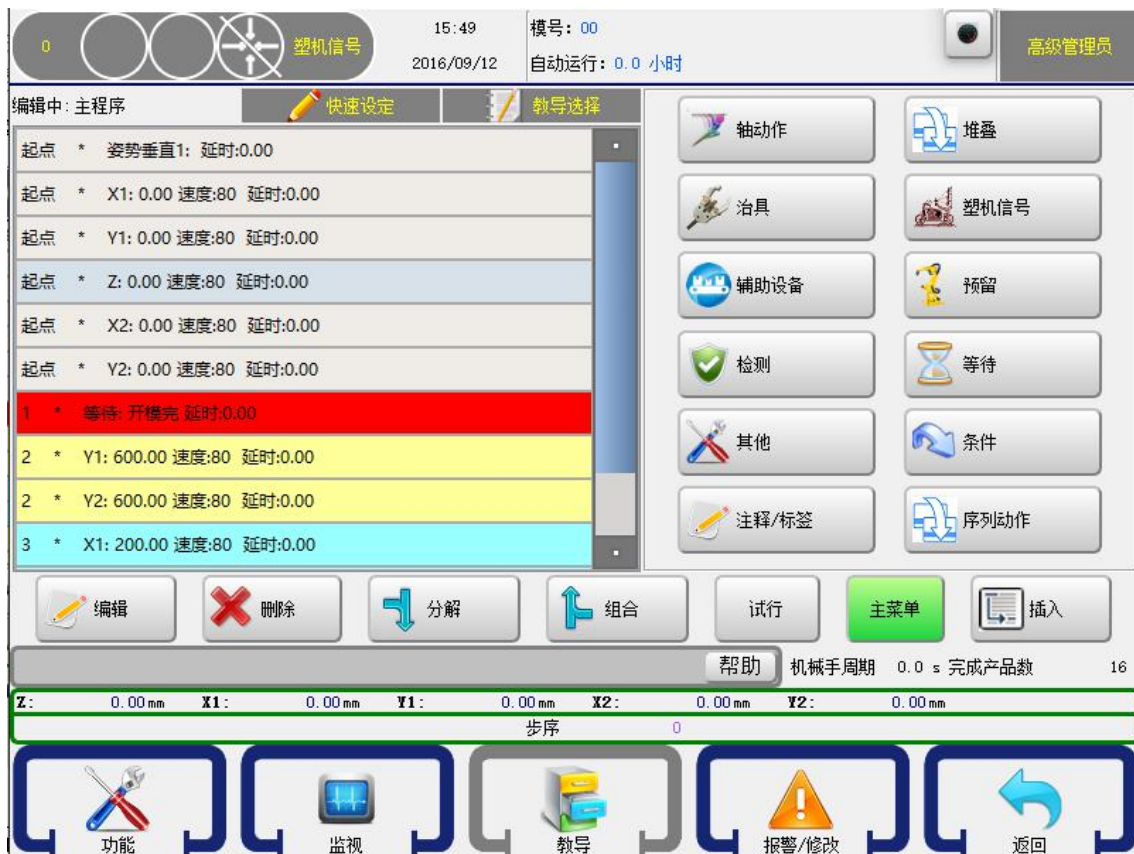 0 塑机信号
15:49
2016/09/12
模号: 00
自动运行: 0.0 小时
高级管理员
编辑中: 主程序
快速设定
教导选择
起点 * 姿势垂直1: 延时:0.00
起点 * X1: 0.00 速度:80 延时:0.00
起点 * Y1: 0.00 速度:80 延时:0.00
起点 * Z: 0.00 速度:80 延时:0.00
起点 * X2: 0.00 速度:80 延时:0.00
起点 * Y2: 0.00 速度:80 延时:0.00
1 * 等待: 开模完 延时:0.00
2 * Y1: 600.00 速度:80 延时:0.00
2 * Y2: 600.00 速度:80 延时:0.00
3 * X1: 200.00 速度:80 延时:0.00
轴动作
堆叠
治具
塑机信号
辅助设备
预留
检测
等待
其他
条件
注释/标签
序列动作
编辑
删除
分解
组合
试行
主菜单
插入
帮助
机械手周期 0.0 s 完成产品数 16
Z: 0.00mm X1: 0.00mm Y1: 0.00mm X2: 0.00mm Y2: 0.00mm
步序 0
功能
监视
教导
报警/修改
返回